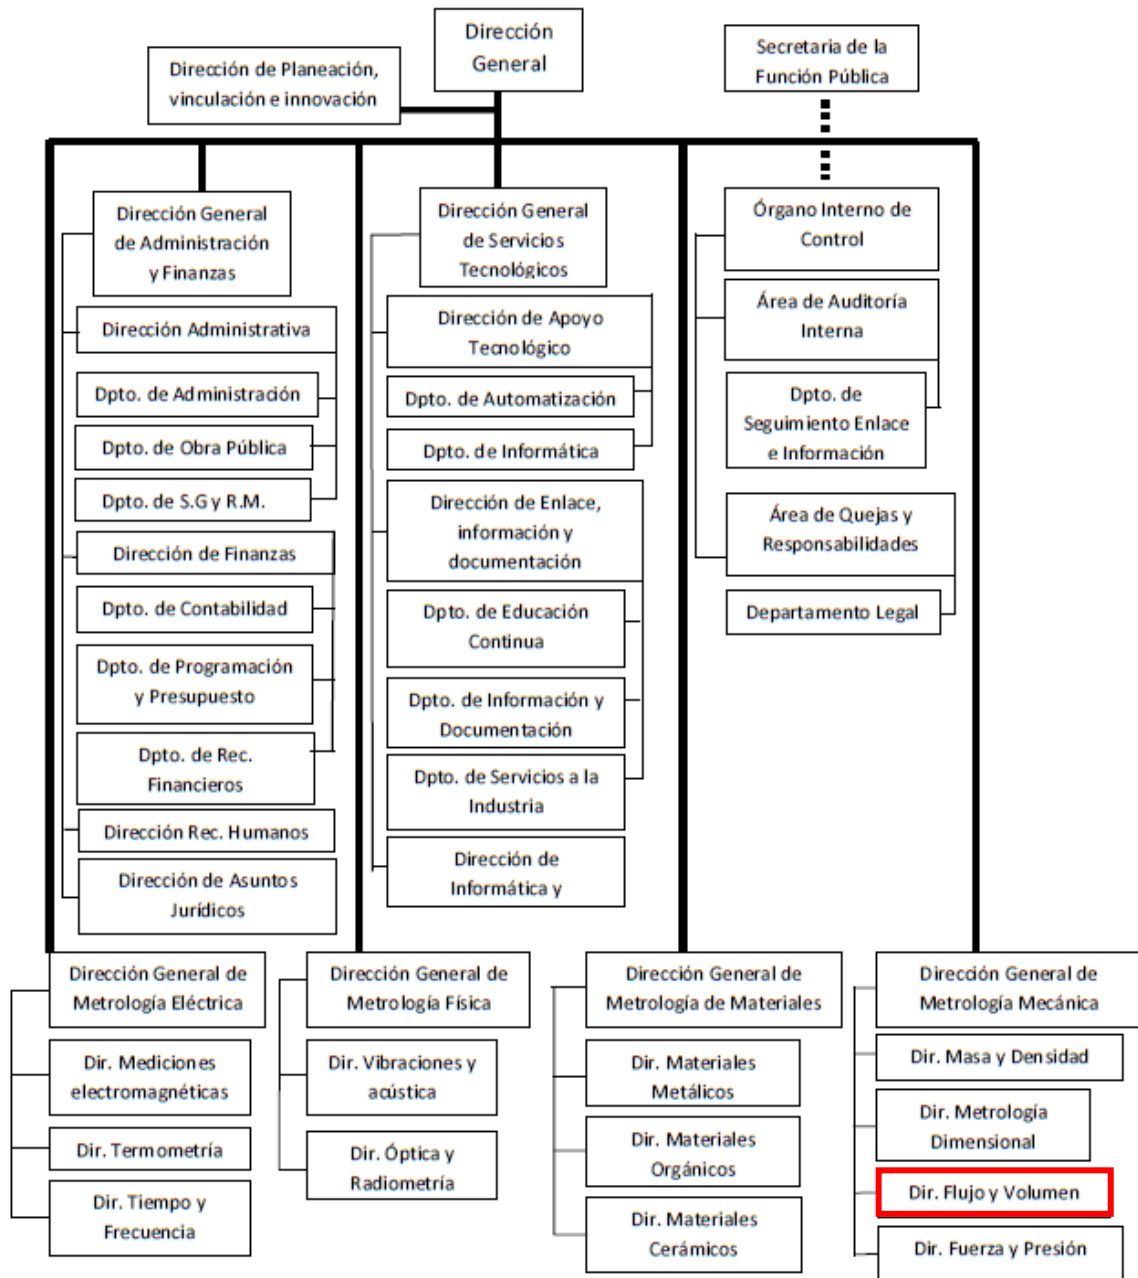 Dirección
General
Dirección de Planeación,
vinculación e innovación
Secretaria de la
Función Pública
Dirección General
de Administración
y Finanzas
Dirección Administrativa
Dpto. de Administración
Dpto. de Obra Pública
Dpto. de S.G y R.M.
Dirección de Finanzas
Dpto. de Contabilidad
Dpto. de Programación
y Presupuesto
Dpto. de Rec.
Financieros
Dirección Rec. Humanos
Dirección de Asuntos
Jurídicos
Dirección General
de Servicios
Tecnológicos
Dirección de Apoyo
Tecnológico
Dpto. de Automatización
Dpto. de Informática
Dirección de Enlace,
información y
documentación
Dpto. de Educación
Continua
Dpto. de Información y
Documentación
Dpto. de Servicios a la
Industria
Dirección de
Informática y
Órgano Interno de
Control
Área de Auditoría
Interna
Dpto. de
Seguimiento Enlace
e Información
Área de Quejas y
Responsabilidades
Departamento Legal
Dirección General de
Metrología Eléctrica
Dir. Mediciones
electromagnéticas
Dir. Termometría
Dir. Tiempo y
Frecuencia
Dirección General de
Metrología Física
Dir. Vibraciones y
acústica
Dir. Óptica y
Radiometría
Dirección General de
Metrología de Materiales
Dir. Materiales
Metálicos
Dir. Materiales
Orgánicos
Dir. Materiales
Cerámicos
Dirección General de
Metrología Mecánica
Dir. Masa y Densidad
Dir. Metrología
Dimensional
Dir. Flujo y Volumen
Dir. Fuerza y Presión